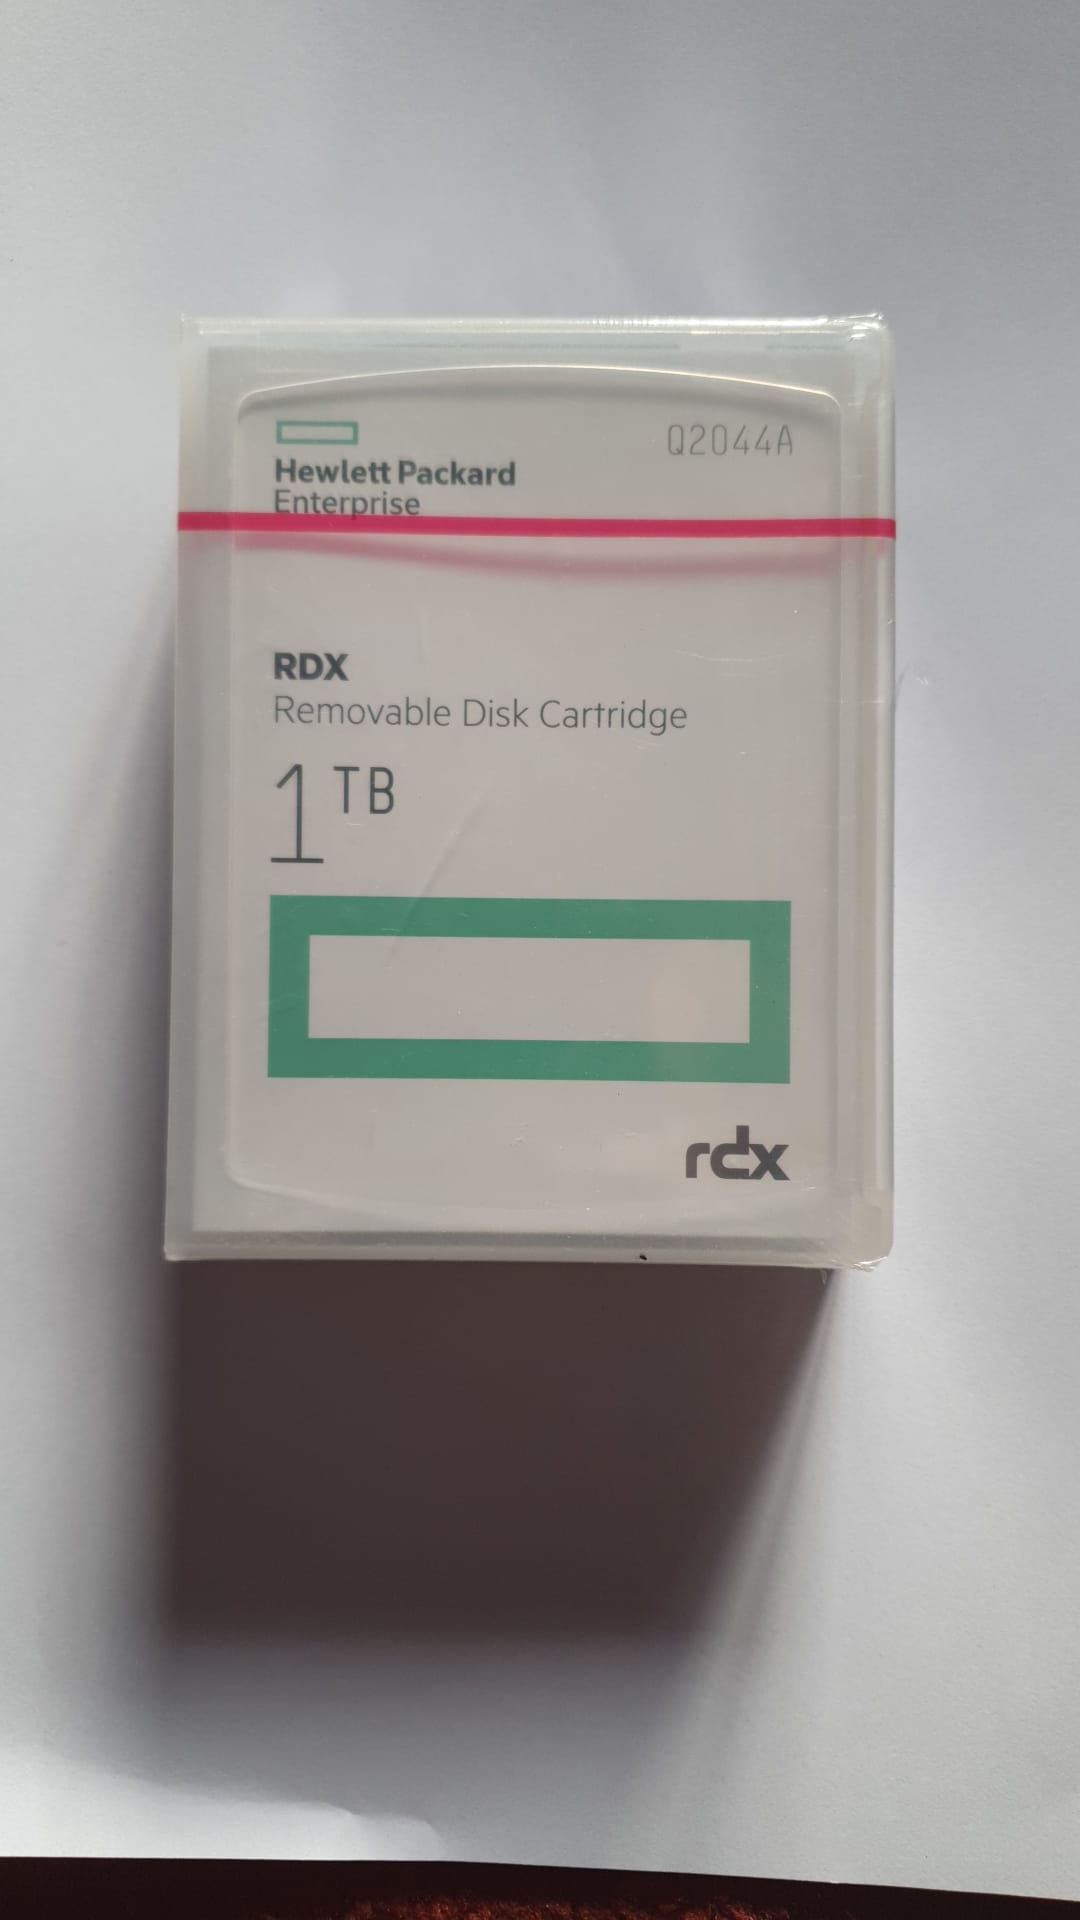 Q2044A
Hewlett Packard
Enterprise
RDX
Removable Disk Cartridge
1 TB
rdx